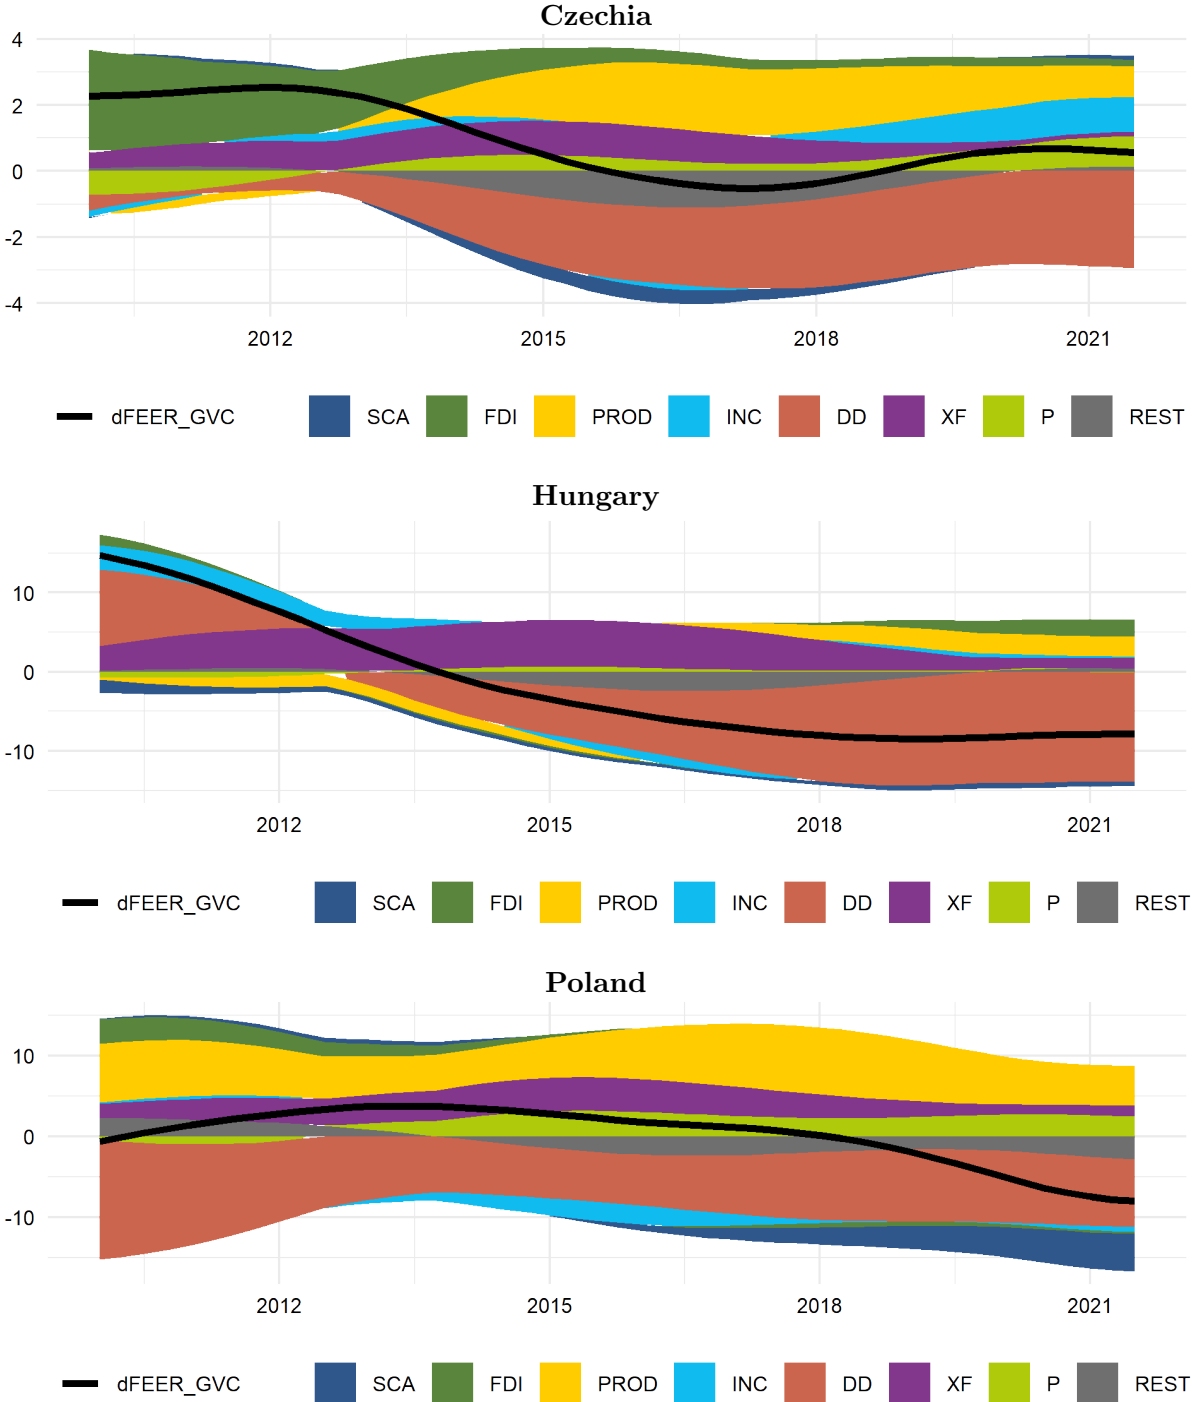 Czechia
4
2
0
-2
-4
2012 2015 2018 2021
dFEER_GVC SCA FDI PROD INC DD XF P REST
Hungary
10
0
-10
2012 2015 2018 2021
dFEER_GVC SCA FDI PROD INC DD XF P REST
Poland
10
0
-10
2012 2015 2018 2021
dFEER_GVC SCA FDI PROD INC DD XF P REST